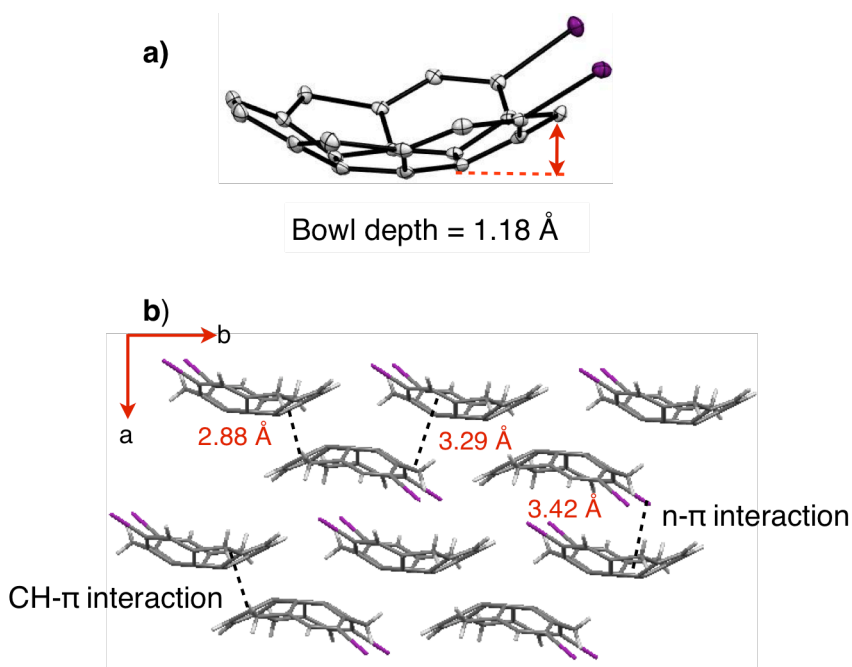 a)
Bowl depth = 1.18 Å
b)
b
a
2.88 Å
3.29 Å
3.42 Å
n-π interaction
CH-π interaction